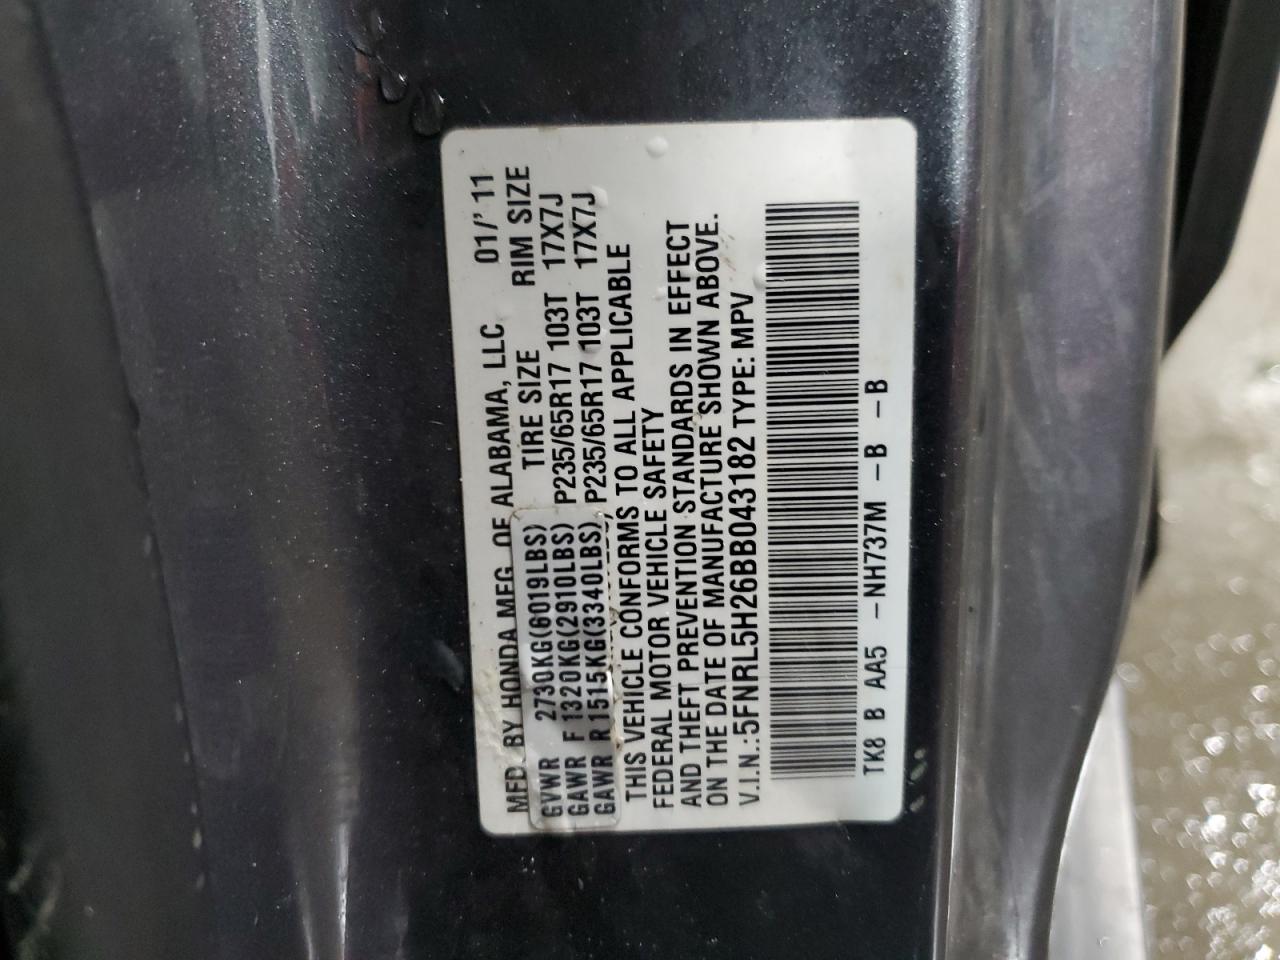 MFD. BY HONDA MFG. OF ALABAMA, LLC 01/' 11
TIRE SIZE RIM SIZE
GVWR 2730KG(6019LBS)
GAWR F 1320KG(2910LBS) P235/65R17 103T 17X7J
GAWR R 1515KG(3340LBS) P235/65R17 103T 17X7J
THIS VEHICLE CONFORMS TO ALL APPLICABLE
FEDERAL MOTOR VEHICLE SAFETY
AND THEFT PREVENTION STANDARDS IN EFFECT
ON THE DATE OF MANUFACTURE SHOWN ABOVE.
V.I.N.:5FNRL5H26BB043182 TYPE: MPV
TK8 B AA5 -NH737M -B -B